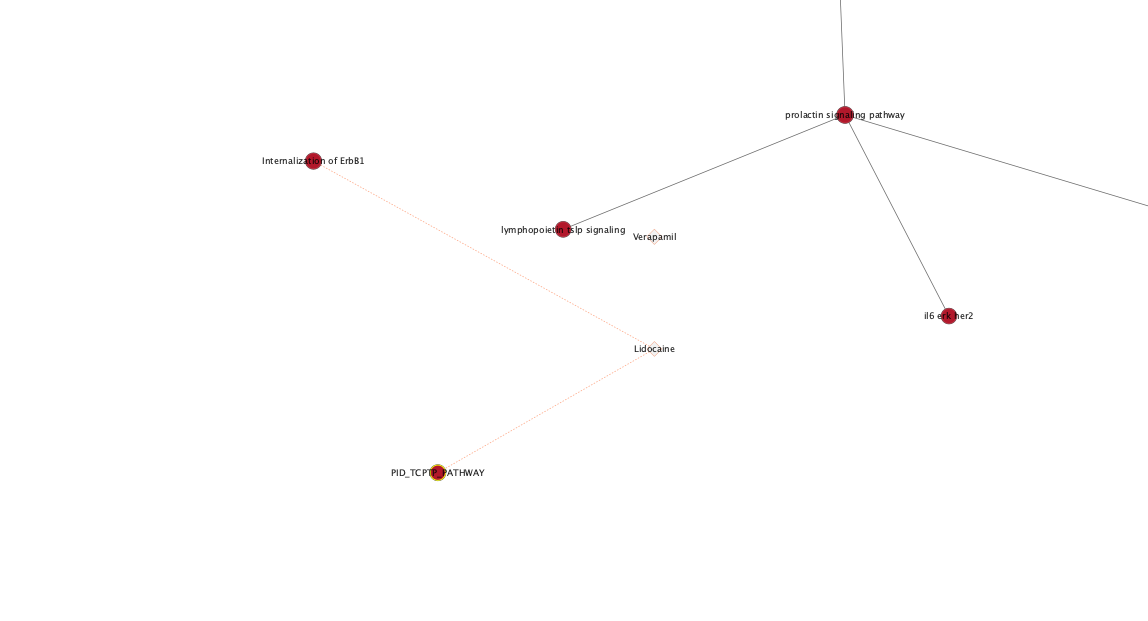 prolactin signaling pathway
Internalization of ErbB1
lymphopoietin tslp signaling
Verapamil
il6 erk her2
Lidocaine
PID_TCPTP_PATHWAY